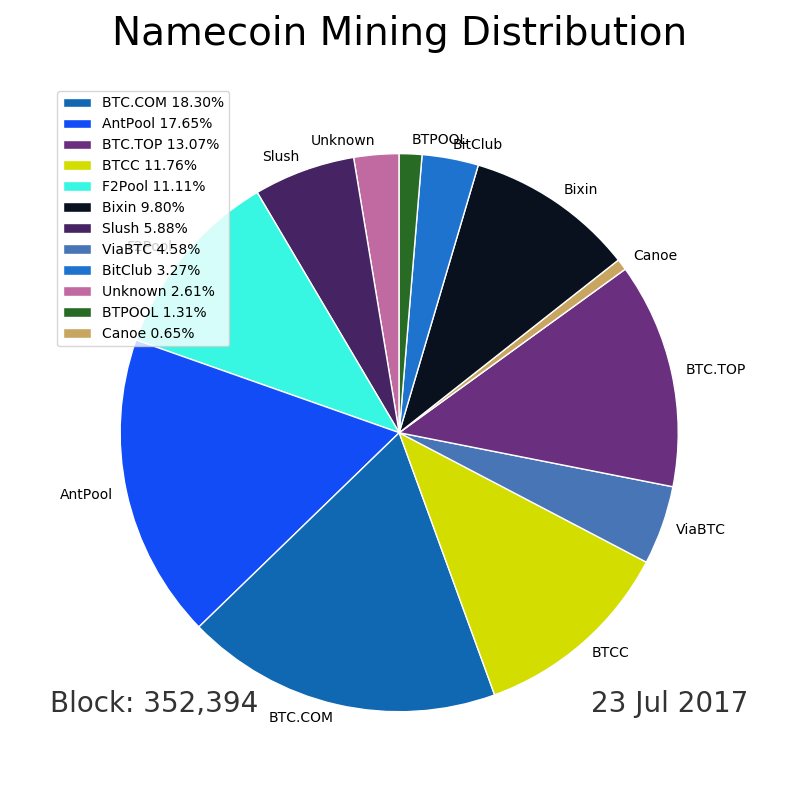 Namecoin Mining Distribution
BTC.COM 18.30%
AntPool 17.65%
BTC.TOP 13.07%
BTCC 11.76%
F2Pool 11.11%
Bixin 9.80%
Slush 5.88%
ViaBTC 4.58%
BitClub 3.27%
Unknown 2.61%
BTPOOL 1.31%
Canoe 0.65%
Unknown
BTPOOL
BitClub
Slush
Bixin
F2Pool
Canoe
BTC.TOP
AntPool
ViaBTC
BTCC
Block: 352,394
23 Jul 2017
BTC.COM